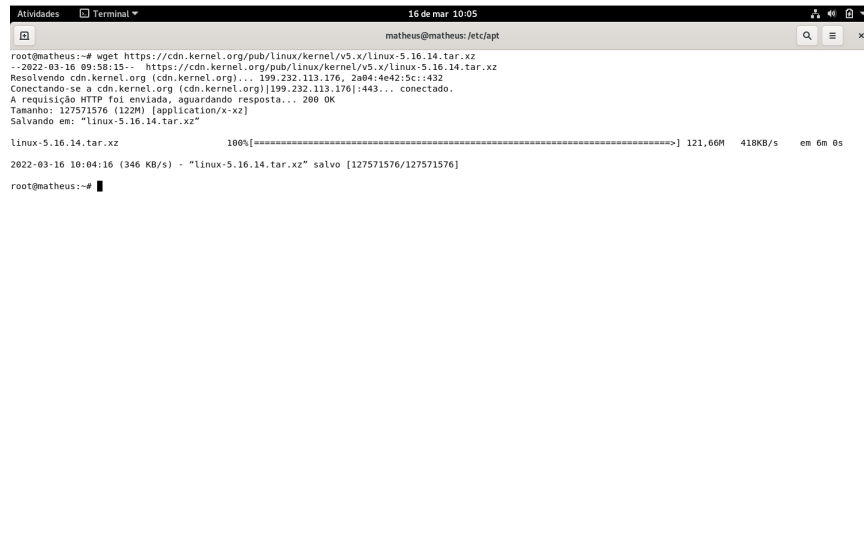 Atividades Terminal 16 de mar 10:05
matheus@matheus: /etc/apt
root@matheus:~# wget https://cdn.kernel.org/pub/linux/kernel/v5.x/linux-5.16.14.tar.xz
--2022-03-16 09:58:15-- https://cdn.kernel.org/pub/linux/kernel/v5.x/linux-5.16.14.tar.xz
Resolvendo cdn.kernel.org (cdn.kernel.org)... 199.232.113.176, 2a04:4e42:5c::432
Conectando-se a cdn.kernel.org (cdn.kernel.org)|199.232.113.176|:443... conectado.
A requisição HTTP foi enviada, aguardando resposta... 200 OK
Tamanho: 127571576 (122M) [application/x-xz]
Salvando em: “linux-5.16.14.tar.xz”
linux-5.16.14.tar.xz 100%[==============================================================================>] 121,66M 418KB/s em 6m 0s
2022-03-16 10:04:16 (346 KB/s) - “linux-5.16.14.tar.xz” salvo [127571576/127571576]
root@matheus:~#